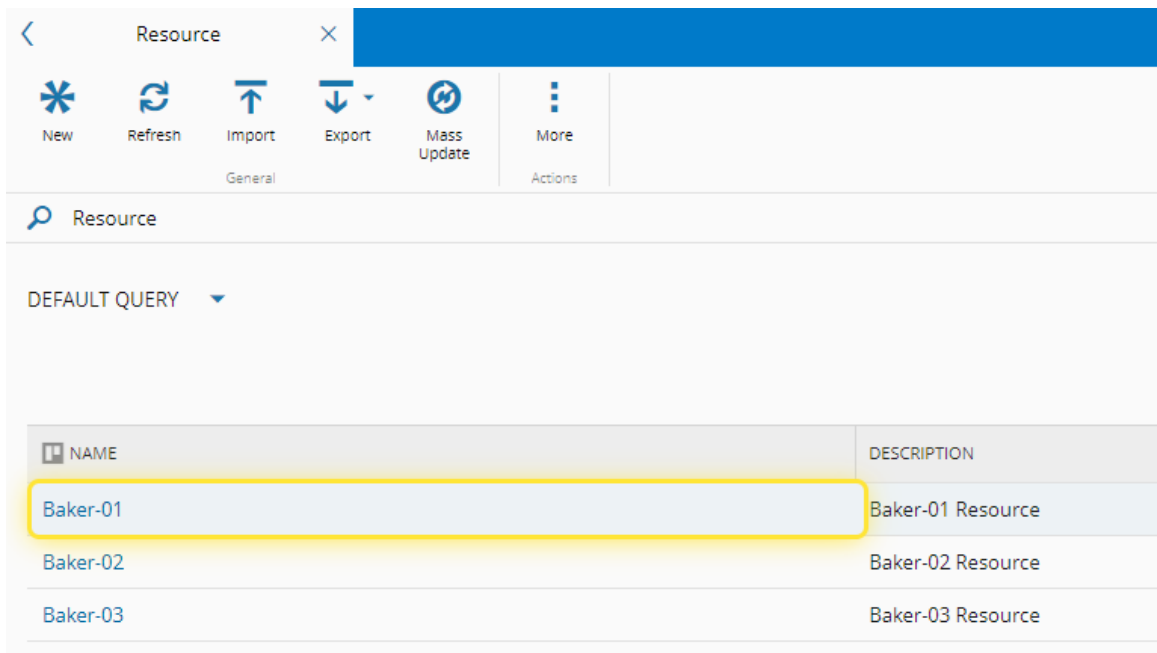 Resource
New Refresh Import Export Mass Update More
General Actions
Resource
DEFAULT QUERY
NAME DESCRIPTION
Baker-01 Baker-01 Resource
Baker-02 Baker-02 Resource
Baker-03 Baker-03 Resource